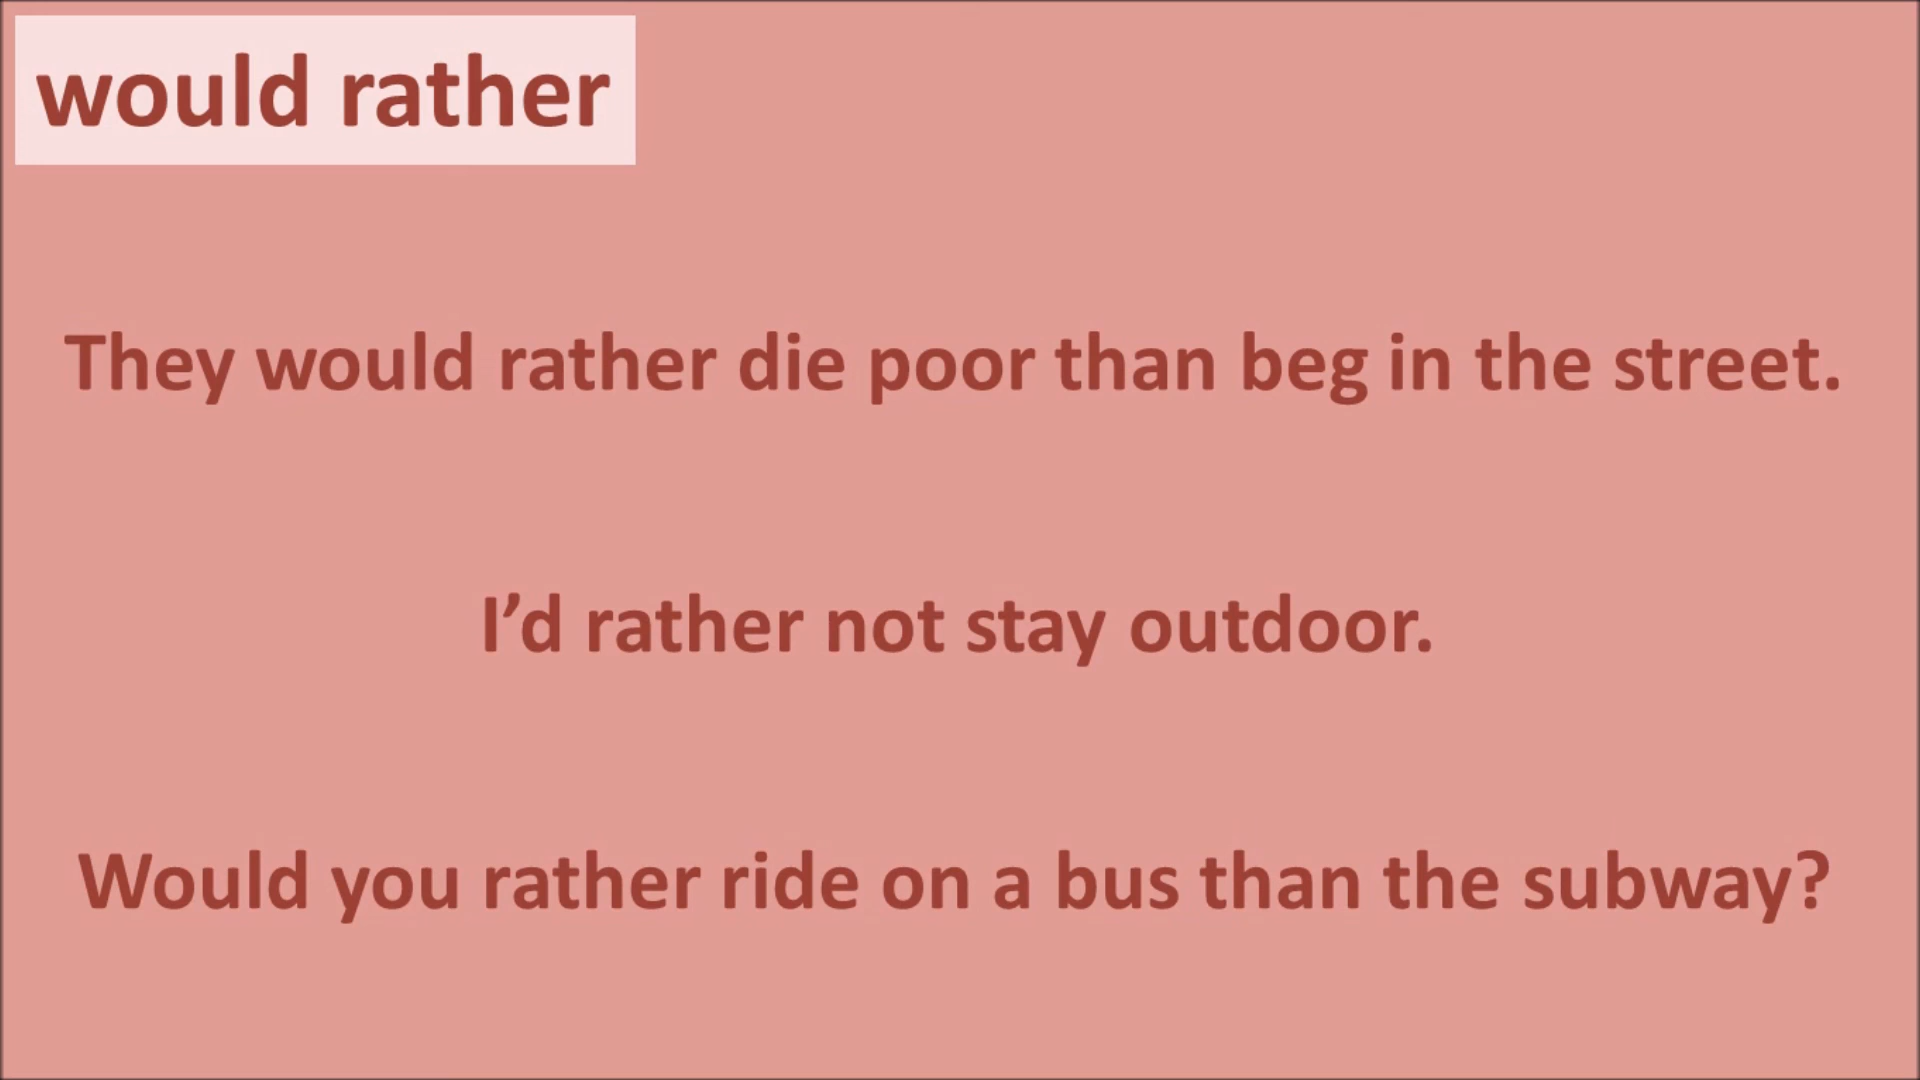 would rather
They would rather die poor than beg in the street.
I’d rather not stay outdoor.
Would you rather ride on a bus than the subway?